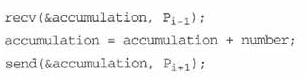 recv(&accumulation, Pi-1);
accumulation = accumulation + number;
send(&accumulation, Pi+1);